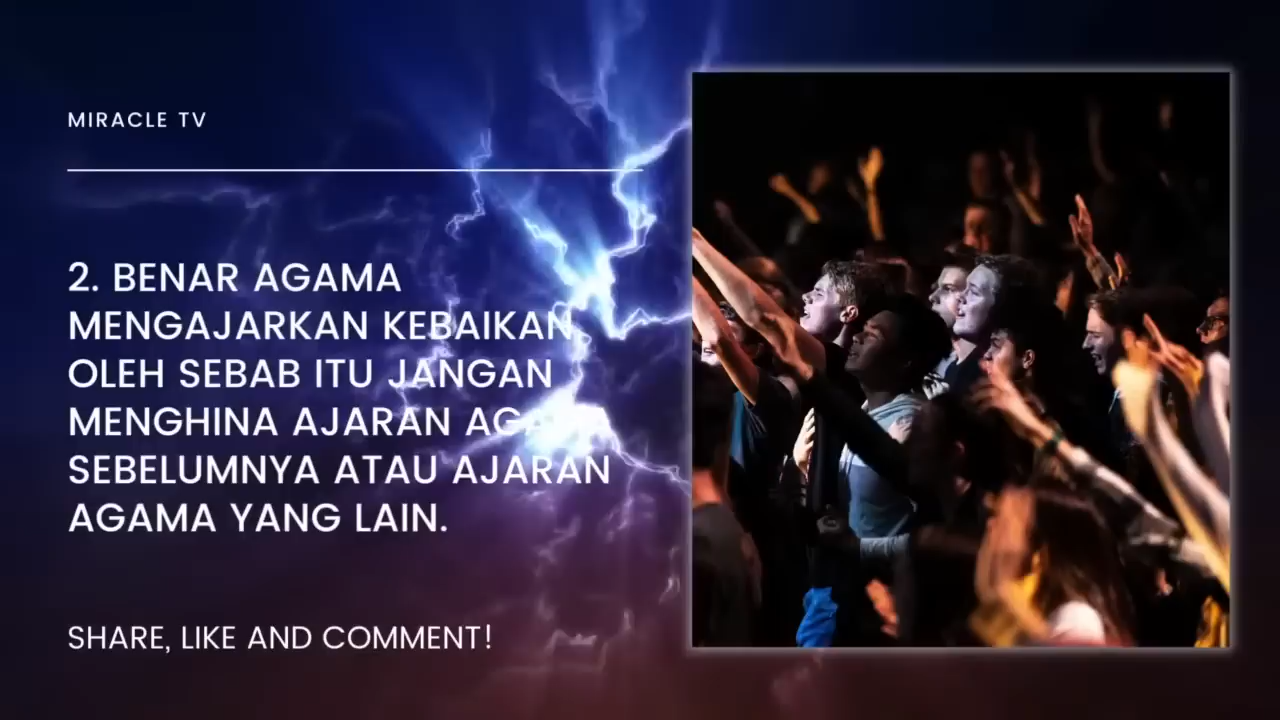 MIRACLE TV
2. BENAR AGAMA
MENGAJARKAN KEBAIKAN,
OLEH SEBAB ITU JANGAN
MENGHINA AJARAN AGAMA
SEBELUMNYA ATAU AJARAN
AGAMA YANG LAIN.
SHARE, LIKE AND COMMENT!